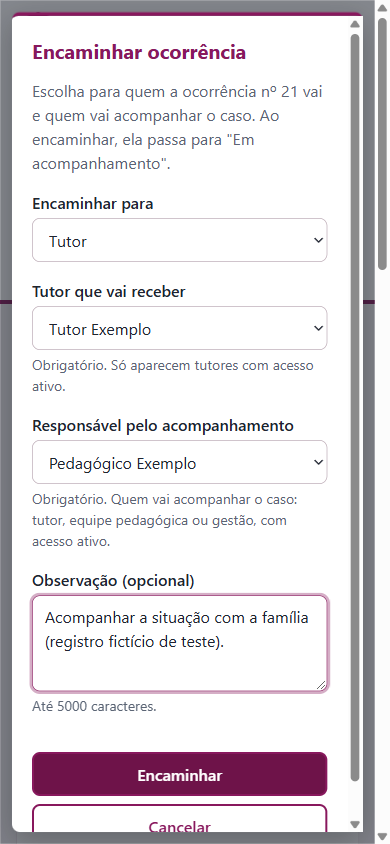 Encaminhar ocorrência
Escolha para quem a ocorrência nº 21 vai
e quem vai acompanhar o caso. Ao
encaminhar, ela passa para "Em
acompanhamento".
Encaminhar para
Tutor
Tutor que vai receber
Tutor Exemplo
Obrigatório. Só aparecem tutores com acesso
ativo.
Responsável pelo acompanhamento
Pedagógico Exemplo
Obrigatório. Quem vai acompanhar o caso:
tutor, equipe pedagógica ou gestão, com
acesso ativo.
Observação (opcional)
Acompanhar a situação com a família
(registro fictício de teste).
Até 5000 caracteres.
Encaminhar
Cancelar